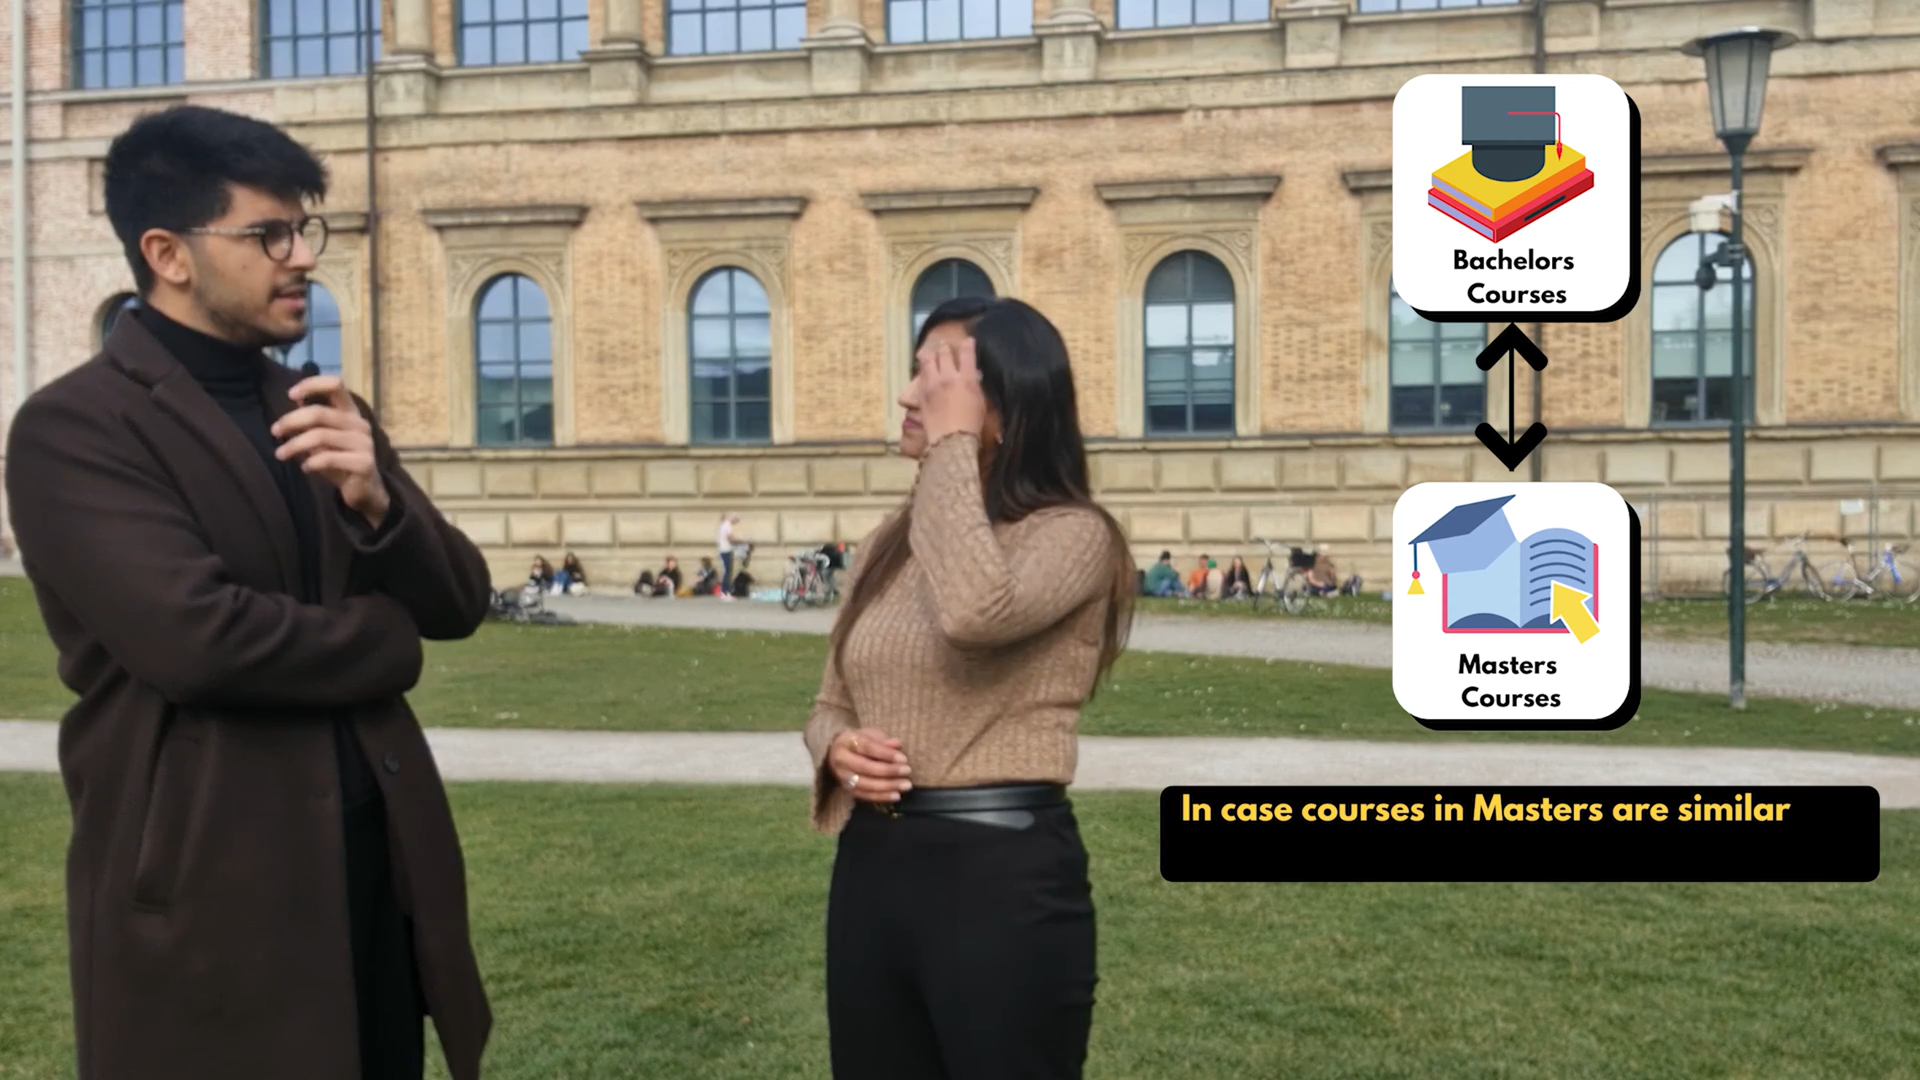 Bachelors
Courses
Masters
Courses
In case courses in Masters are similar